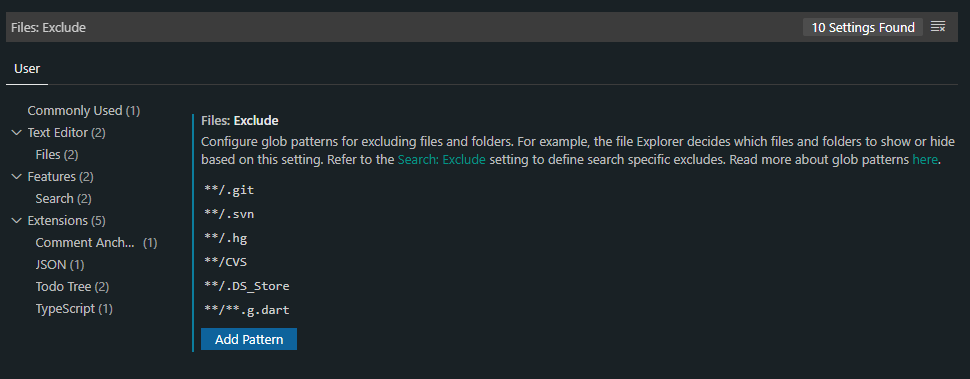 Files: Exclude
10 Settings Found
User
Commonly Used (1)
Text Editor (2)
Files (2)
Features (2)
Search (2)
Extensions (5)
Comment Anch... (1)
JSON (1)
Todo Tree (2)
TypeScript (1)
Files: Exclude
Configure glob patterns for excluding files and folders. For example, the file Explorer decides which files and folders to show or hide
based on this setting. Refer to the Search: Exclude setting to define search specific excludes. Read more about glob patterns here.
**/.git
**/.svn
**/.hg
**/CVS
**/.DS_Store
**/**.g.dart
Add Pattern